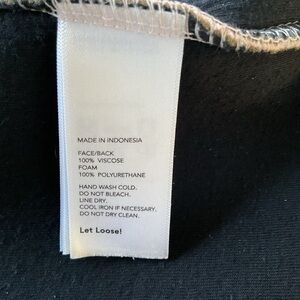 MADE IN INDONESIA
FACE/BACK
100% VISCOSE
FOAM
100% POLYURETHANE
HAND WASH COLD.
DO NOT BLEACH.
LINE DRY.
COOL IRON IF NECESSARY.
DO NOT DRY CLEAN.
Let Loose!